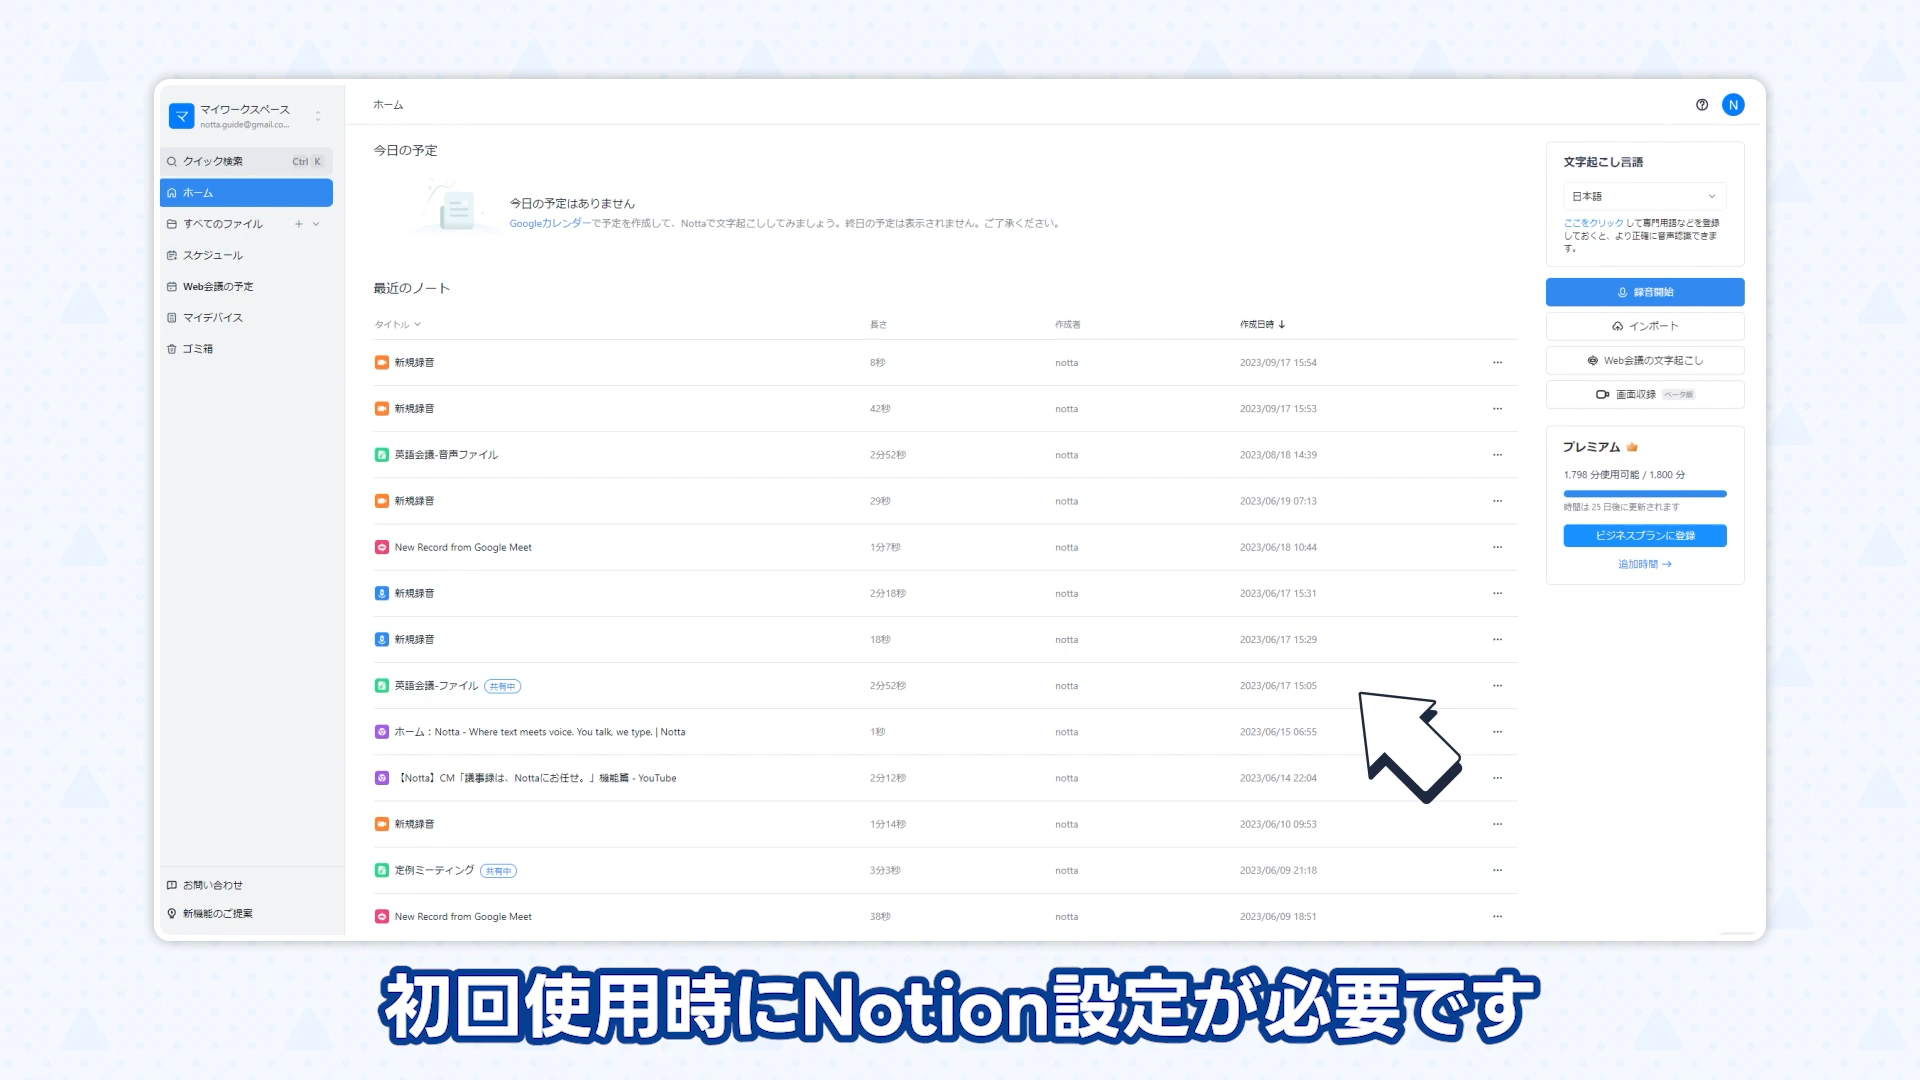 マ マイワークスペース
notta.guide@gmail.co...
クイック検索 Ctrl K
ホーム
すべてのファイル
スケジュール
Web会議の予定
マイデバイス
ゴミ箱
お問い合わせ
新機能のご提案
ホーム
N
今日の予定
今日の予定はありません
Googleカレンダーで予定を作成して、Nottaで文字起こししてみましょう。終日の予定は表示されません。ご了承ください。
最近のノート
タイトル 長さ 作成者 作成日時 ↓
新規録音 8秒 notta 2023/09/17 15:54
新規録音 42秒 notta 2023/09/17 15:53
英語会議-音声ファイル 2分52秒 notta 2023/08/18 14:39
新規録音 29秒 notta 2023/06/19 07:13
New Record from Google Meet 1分7秒 notta 2023/06/18 10:44
新規録音 2分18秒 notta 2023/06/17 15:31
新規録音 18秒 notta 2023/06/17 15:29
英語会議-ファイル 共有中 2分52秒 notta 2023/06/17 15:05
ホーム：Notta - Where text meets voice. You talk, we type. | Notta 1秒 notta 2023/06/15 06:55
【Notta】CM「議事録は、Nottaにお任せ。」機能篇 - YouTube 2分12秒 notta 2023/06/14 22:04
新規録音 1分14秒 notta 2023/06/10 09:53
定例ミーティング 共有中 3分3秒 notta 2023/06/09 21:18
New Record from Google Meet 38秒 notta 2023/06/09 18:51
文字起こし言語
日本語
ここをクリック して専門用語などを登録
しておくと、より正確に音声認識できま
す。
録音開始
インポート
Web会議の文字起こし
画面収録 ベータ版
プレミアム
1,798 分使用可能 / 1,800 分
時間は 25 日後に更新されます
ビジネスプランに登録
追加時間 →
初回使用時にNotion設定が必要です